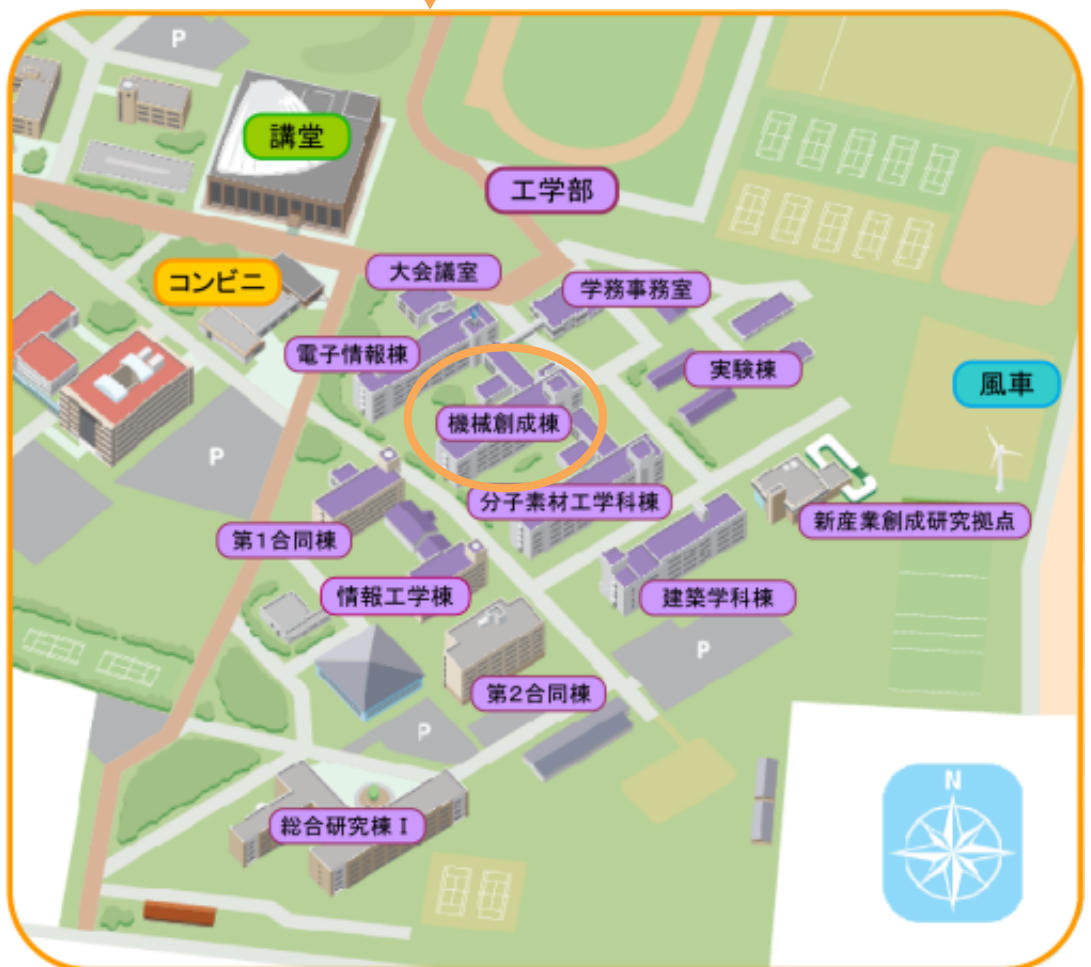 P
講堂
工学部
大会議室
コンビニ
学務事務室
電子情報棟
実験棟
風車
機械創成棟
P
分子素材工学科棟
新産業創成研究拠点
第1合同棟
情報工学棟
建築学科棟
P
第2合同棟
P
N
総合研究棟Ⅰ